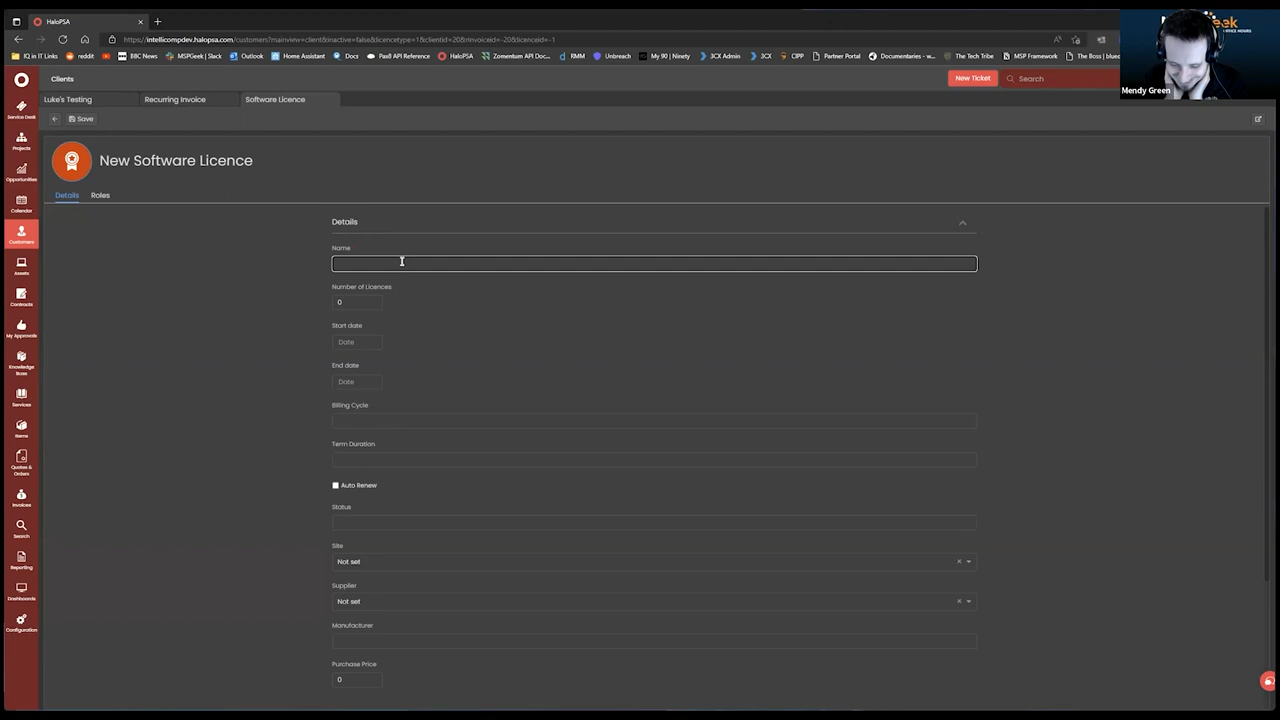 HaloPSA
https://intellicompdev.halopsa.com/customers?mainview=client&inactive=false&licencetype=1&clientid=20&rinvoiceid=-20&licenceid=-1
IQ in IT Links
reddit
BBC News
MSPGeek | Slack
Outlook
Docs
Pax8 API Reference
HaloPSA
Zomentum API Doc...
RMM
Unbreach
My 90 | Ninety
3CX Admin
3CX
CIPP
Partner Portal
Documentaries - W...
The Tech Tribe
MSP Framework
The Boss |
Mendy Green
Clients
New Ticket
Search
Luke's Testing
Recurring Invoice
Software Licence
Save
New Software Licence
Details
Roles
Service Desk
Projects
Opportunities
Calendar
Customers
Assets
Contracts
My Approvals
Knowledge Base
Services
Items
Quotes & Orders
Invoices
Search
Reporting
Dashboards
Configuration
Details
Name
Number of Licences
0
Start date
Date
End date
Date
Billing Cycle
Term Duration
Auto Renew
Status
Site
Not set
Supplier
Not set
Manufacturer
Purchase Price
0